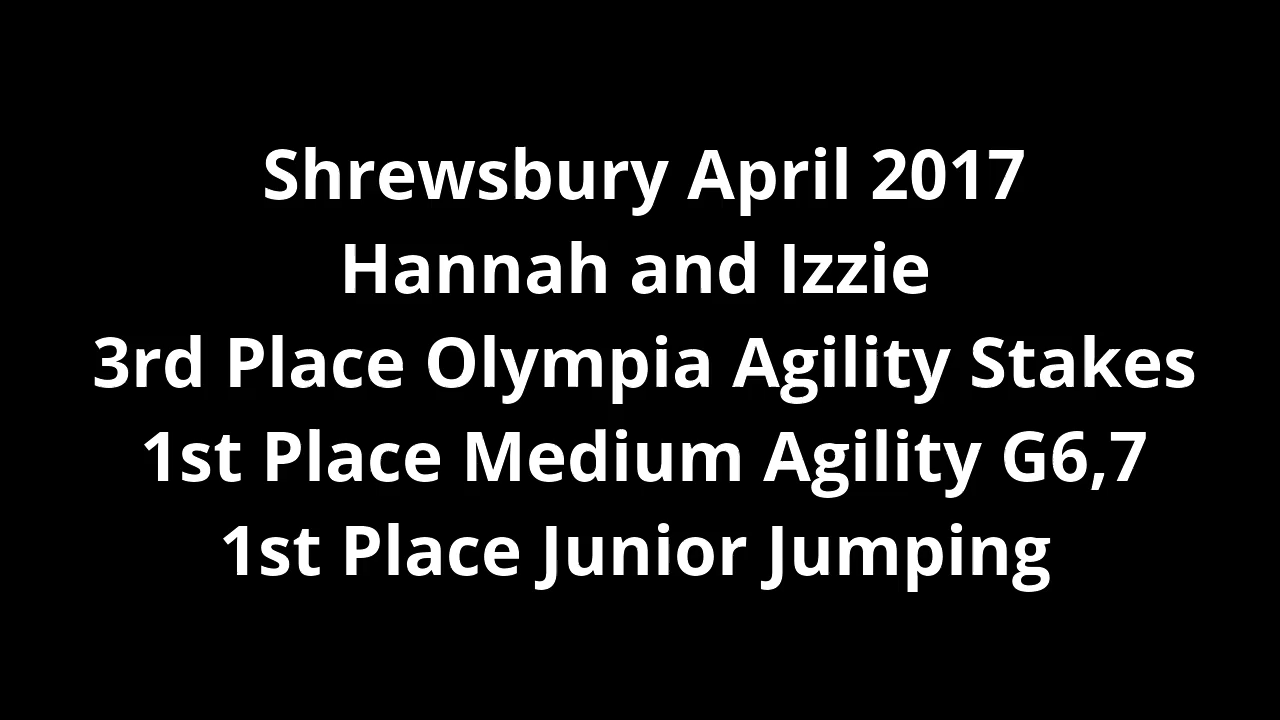 Shrewsbury April 2017
Hannah and Izzie
3rd Place Olympia Agility Stakes
1st Place Medium Agility G6,7
1st Place Junior Jumping